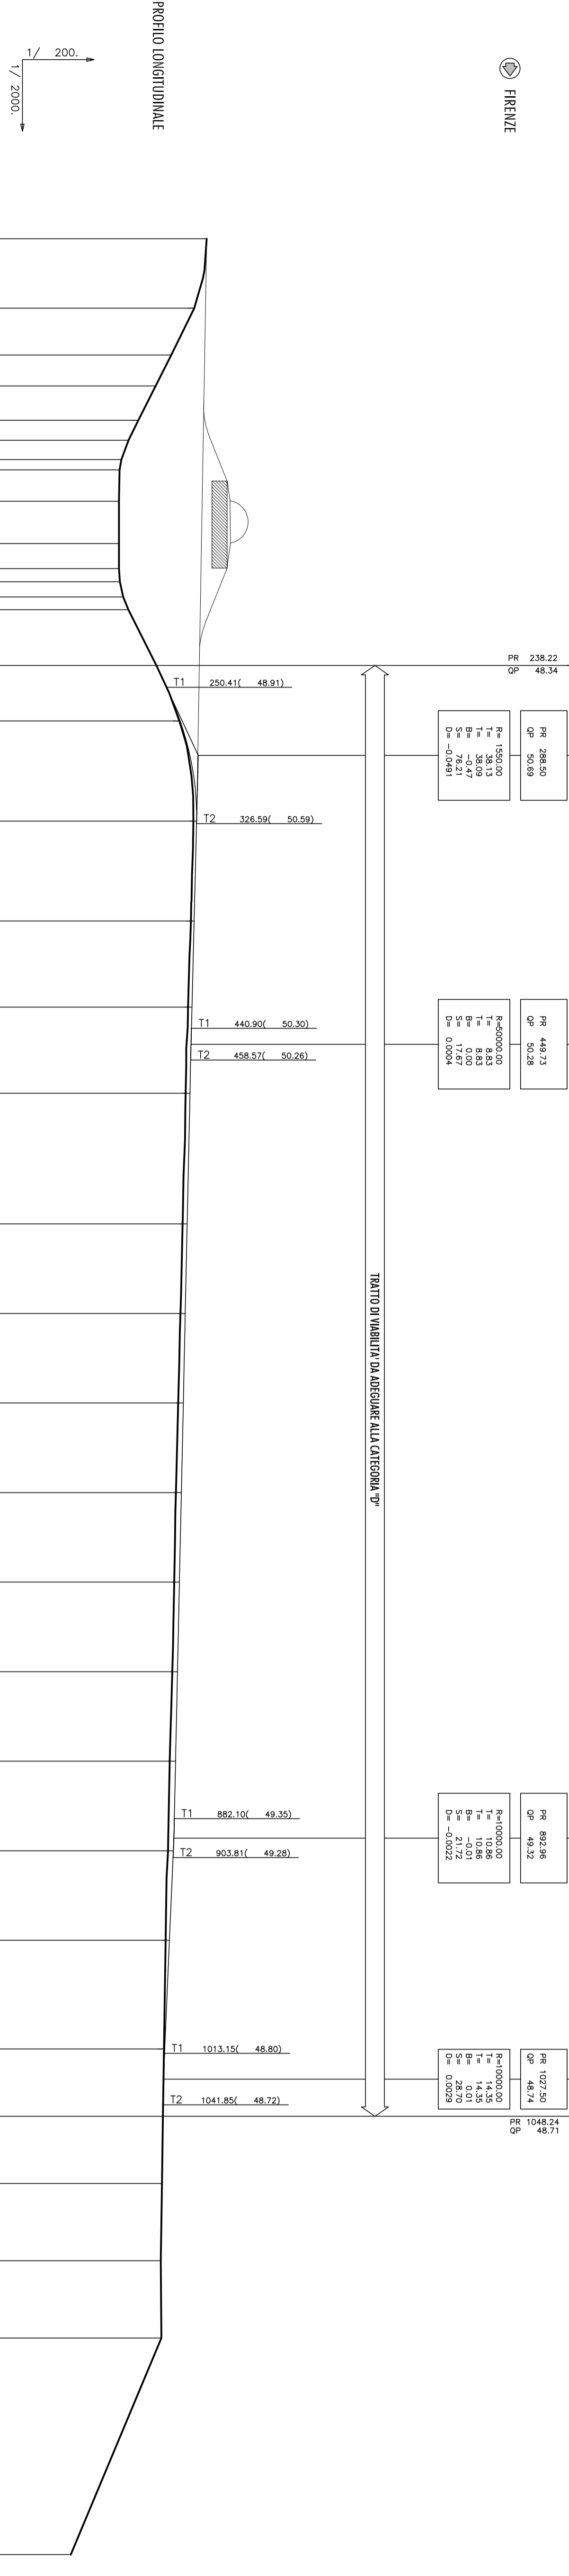 PROFILO LONGITUDINALE
1/ 200.
1/ 2000.
FIRENZE
PR 238.22
QP 48.34
T1 250.41( 48.91)
PR 288.50
QP 50.69
R= 1550.00
T= 38.13
T= 38.09
B= -0.47
S= 76.21
D= -0.0491
T2 326.59( 50.59)
T1 440.90( 50.30)
PR 449.73
QP 50.28
R=50000.00
T= 8.83
T= 8.83
B= 0.00
S= 17.67
D= 0.0004
T2 458.57( 50.26)
TRATTO DI VIABILITA' DA ADEGUARE ALLA CATEGORIA "D"
T1 882.10( 49.35)
PR 892.96
QP 49.32
R=10000.00
T= 10.86
T= 10.86
B= -0.01
S= 21.72
D= -0.0022
T2 903.81( 49.28)
T1 1013.15( 48.80)
PR 1027.50
QP 48.74
R=10000.00
T= 14.35
T= 14.35
B= 0.01
S= 28.70
D= 0.0029
T2 1041.85( 48.72)
PR 1048.24
QP 48.71